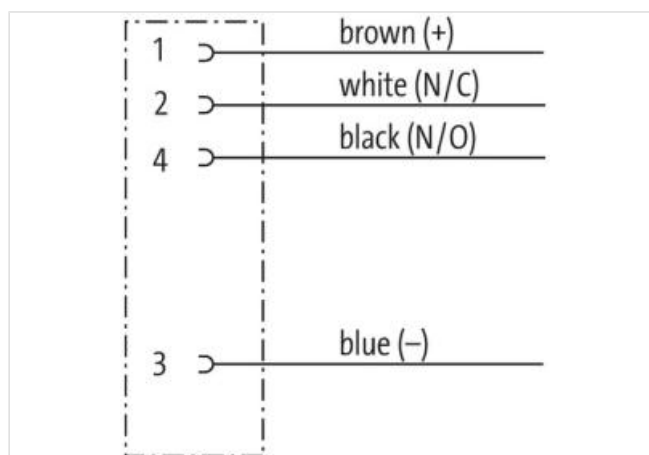 1 brown (+)
2 white (N/C)
4 black (N/O)
3 blue (–)